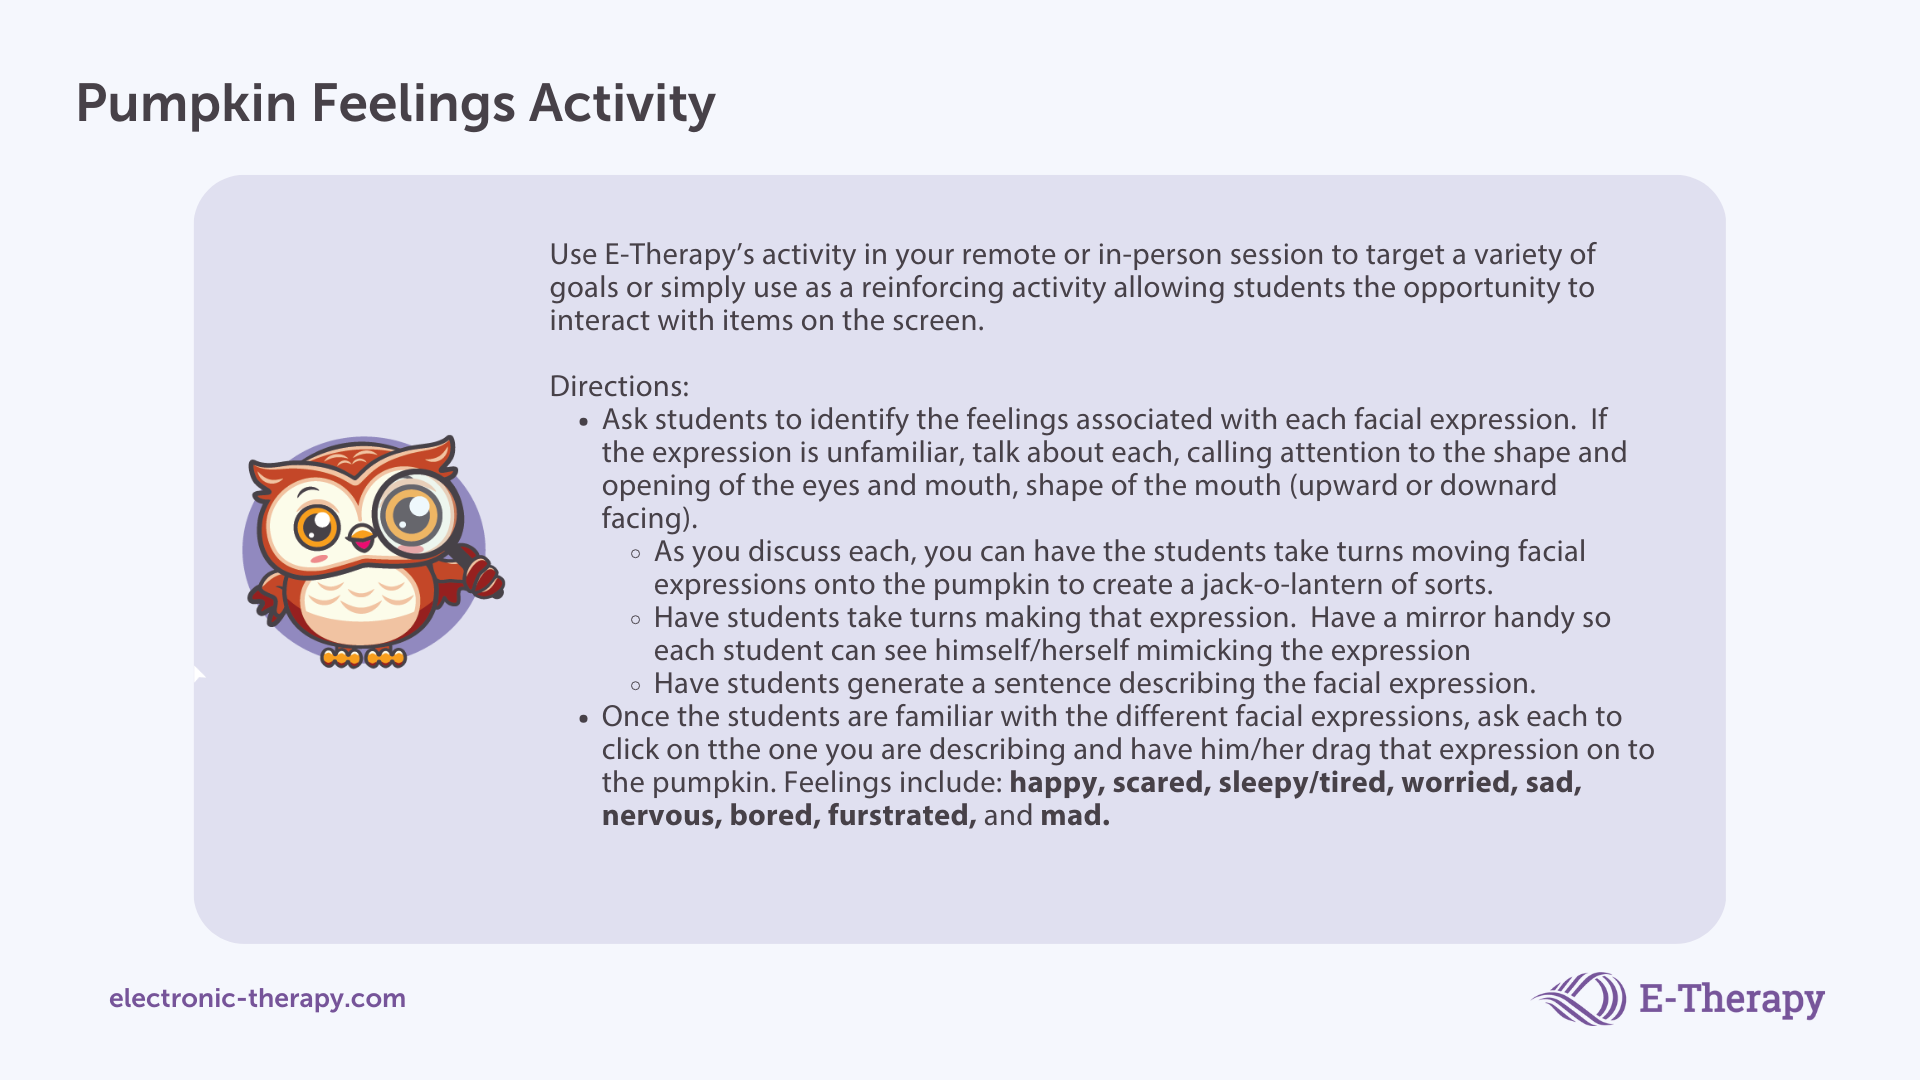 Pumpkin Feelings Activity
Use E-Therapy’s activity in your remote or in-person session to target a variety of
goals or simply use as a reinforcing activity allowing students the opportunity to
interact with items on the screen.
Directions:
• Ask students to identify the feelings associated with each facial expression.  If
the expression is unfamiliar, talk about each, calling attention to the shape and
opening of the eyes and mouth, shape of the mouth (upward or downard
facing).
◦ As you discuss each, you can have the students take turns moving facial
expressions onto the pumpkin to create a jack-o-lantern of sorts.
◦ Have students take turns making that expression.  Have a mirror handy so
each student can see himself/herself mimicking the expression
◦ Have students generate a sentence describing the facial expression.
• Once the students are familiar with the different facial expressions, ask each to
click on tthe one you are describing and have him/her drag that expression on to
the pumpkin. Feelings include: happy, scared, sleepy/tired, worried, sad,
nervous, bored, furstrated, and mad.
electronic-therapy.com
E-Therapy